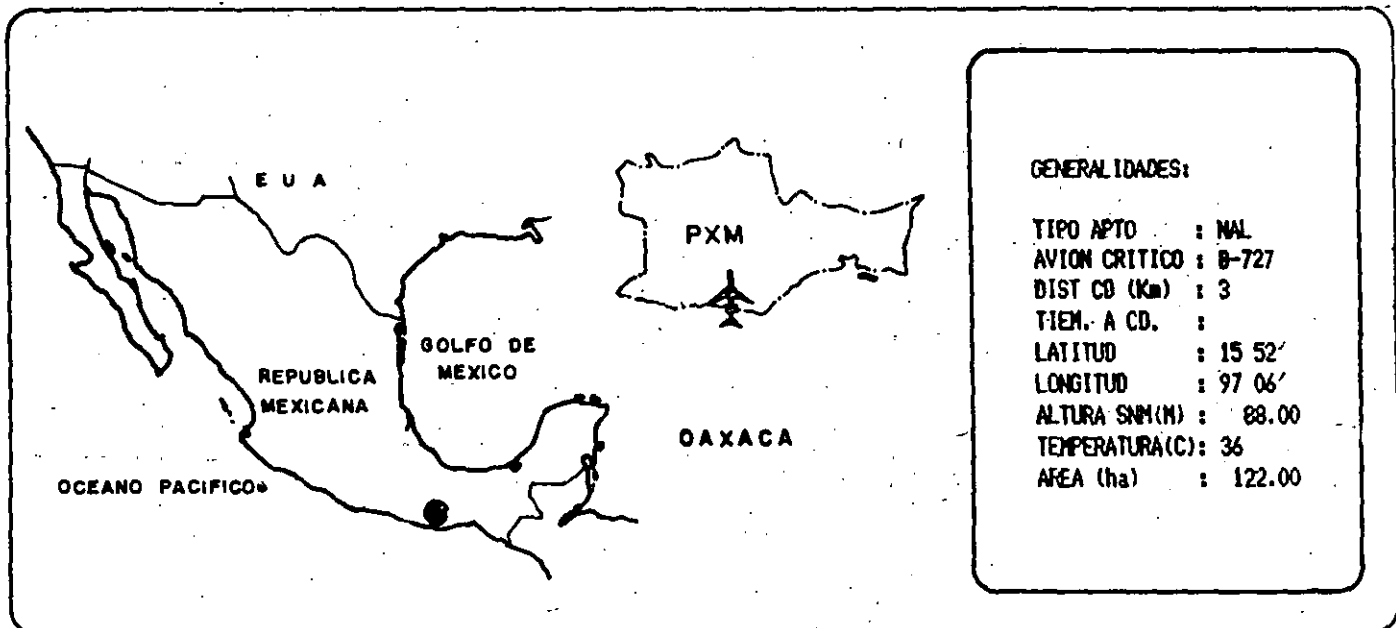 E U A
GOLFO DE
MEXICO
REPUBLICA
MEXICANA
OCEANO PACIFICO
PXM
OAXACA
GENERALIDADES:
TIPO APTO : NAL
AVION CRITICO : B-727
DIST CD (Km) : 3
TIEM. A CD. :
LATITUD : 15 52′
LONGITUD : 97 06′
ALTURA SNM(M) : 88.00
TEMPERATURA(C): 36
AREA (ha) : 122.00